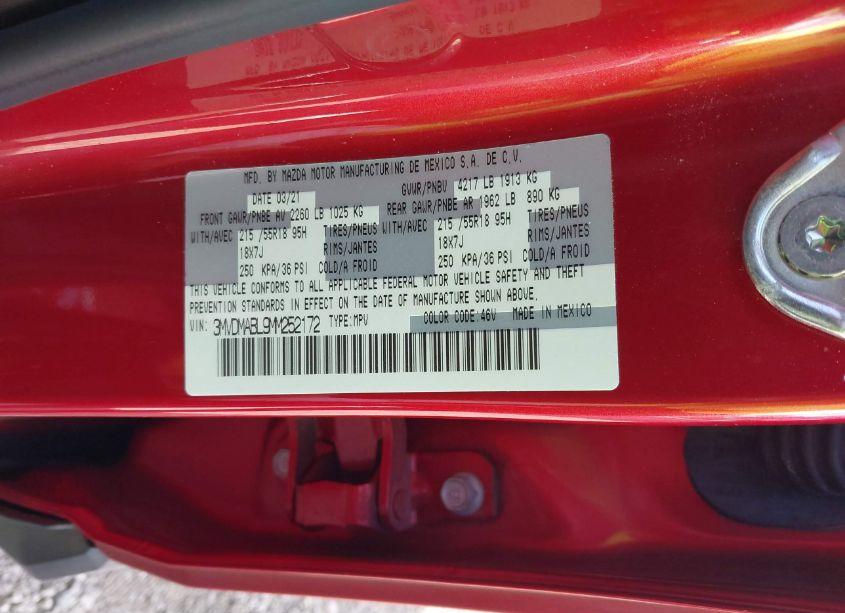 MFD. BY MAZDA MOTOR MANUFACTURING DE MEXICO S.A. DE C.V.
DATE 03/21 GVWR/PNBV 4217 LB 1913 KG
FRONT GAWR/PNBE AV 2260 LB 1025 KG REAR GAWR/PNBE AR 1962 LB 890 KG
WITH/AVEC 215 /55R18 95H TIRES/PNEUS WITH/AVEC 215 /55R18 95H TIRES/PNEUS
18X7J RIMS/JANTES 18X7J RIMS/JANTES
250 KPA/36 PSI COLD/A FROID 250 KPA/36 PSI COLD/A FROID
THIS VEHICLE CONFORMS TO ALL APPLICABLE FEDERAL MOTOR VEHICLE SAFETY AND THEFT
PREVENTION STANDARDS IN EFFECT ON THE DATE OF MANUFACTURE SHOWN ABOVE.
VIN: 3MVDMABL9MM252172 TYPE:MPV COLOR CODE:46V MADE IN MEXICO